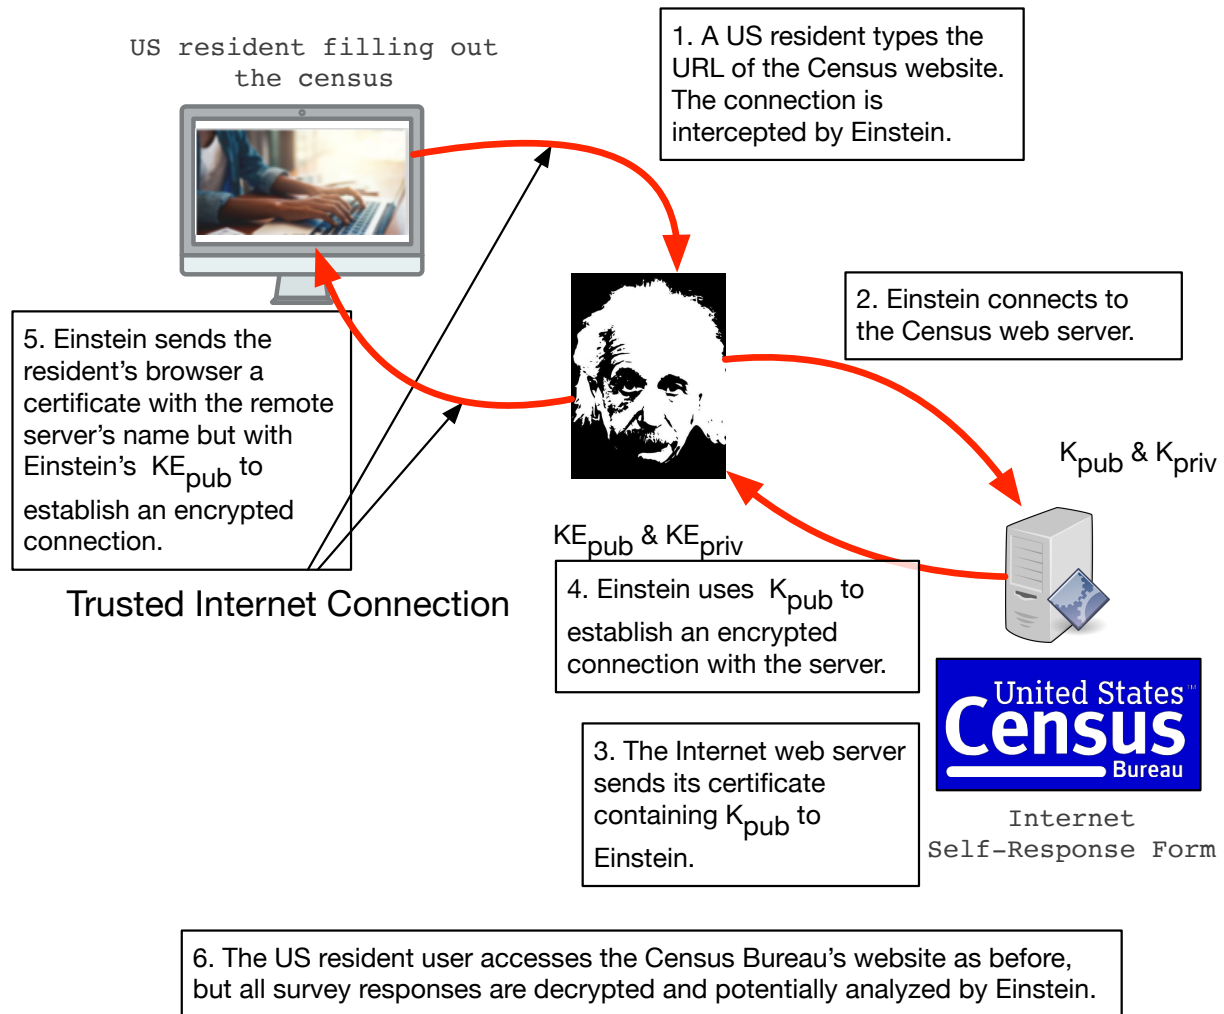 US resident filling out
the census
1. A US resident types the
URL of the Census website.
The connection is
intercepted by Einstein.
2. Einstein connects to
the Census web server.
5. Einstein sends the
resident’s browser a
certificate with the remote
server’s name but with
Einstein’s KEpub to
establish an encrypted
connection.
Kpub & Kpriv
KEpub & KEpriv
Trusted Internet Connection
4. Einstein uses Kpub to
establish an encrypted
connection with the server.
United States™
Census
Bureau
3. The Internet web server
sends its certificate
containing Kpub to
Einstein.
Internet
Self-Response Form
6. The US resident user accesses the Census Bureau’s website as before,
but all survey responses are decrypted and potentially analyzed by Einstein.